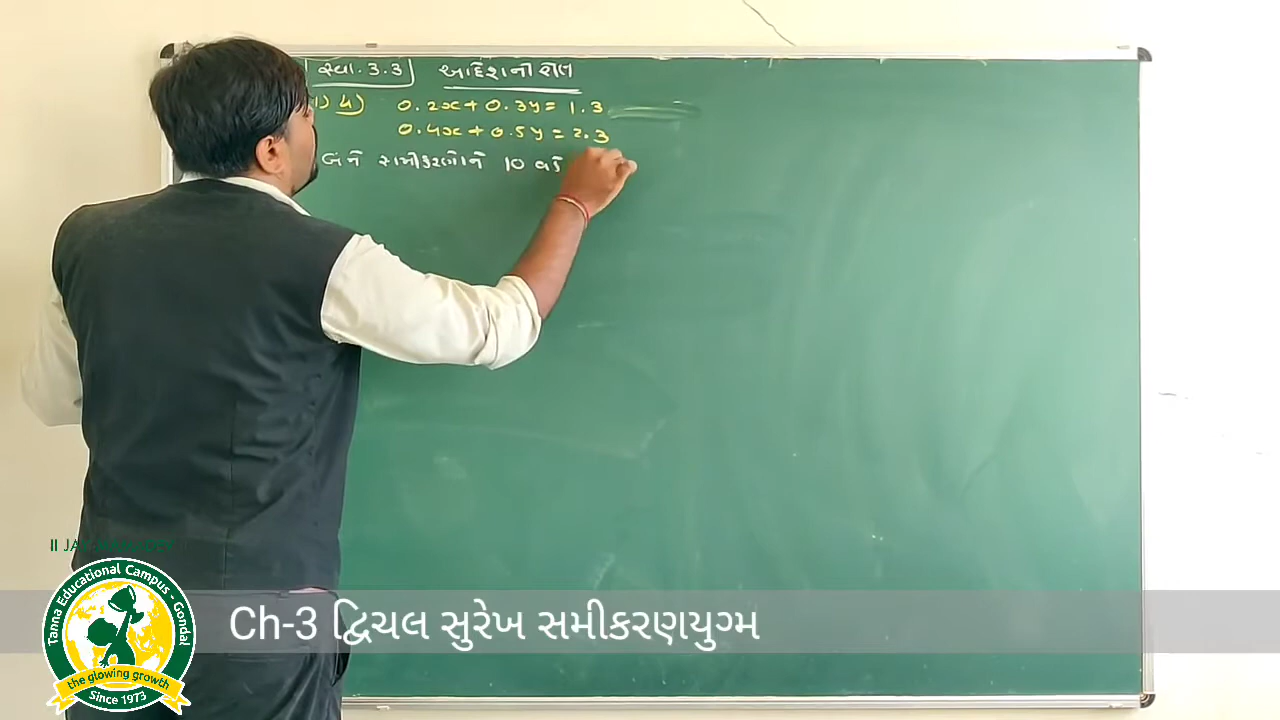 સ્વા. 3.3 આદેશની રીત
1) 4) 0.2x + 0.3y = 1.3
0.4x + 0.5y = 2.3
બંને સમીકરણોને 10 વડે
Ch-3 દ્વિચલ સુરેખ સમીકરણયુગ્મ
Tanna Educational Campus - Gondal
the glowing growth
Since 1973